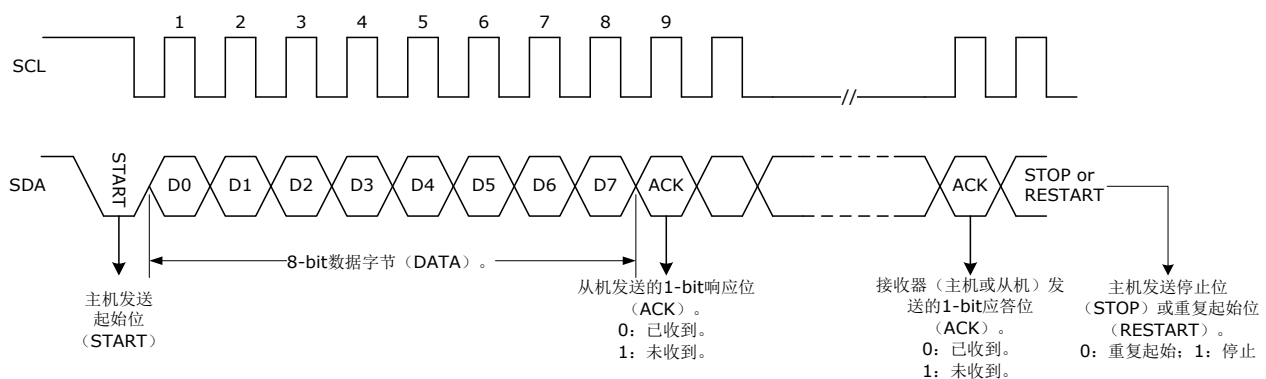 1 2 3 4 5 6 7 8 9
SCL
//
SDA
START
D0 D1 D2 D3 D4 D5 D6 D7 ACK
ACK
STOP or
RESTART
8-bit数据字节（DATA）。
主机发送
起始位
（START）
从机发送的1-bit响应位
（ACK）。
0：已收到。
1：未收到。
接收器（主机或从机）发
送的1-bit应答位
（ACK）。
0：已收到。
1：未收到。
主机发送停止位
（STOP）或重复起始位
（RESTART）。
0：重复起始；1：停止